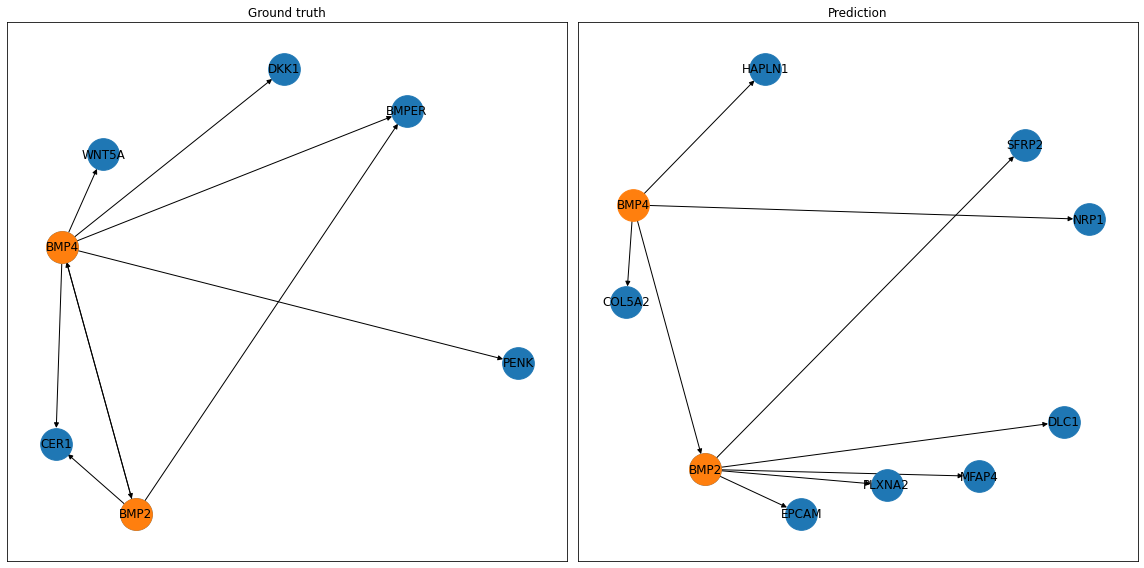 Ground truth
DKK1
BMPER
WNT5A
BMP4
PENK
CER1
BMP2
Prediction
HAPLN1
SFRP2
BMP4
NRP1
COL5A2
DLC1
BMP2
MFAP4
PLXNA2
EPCAM